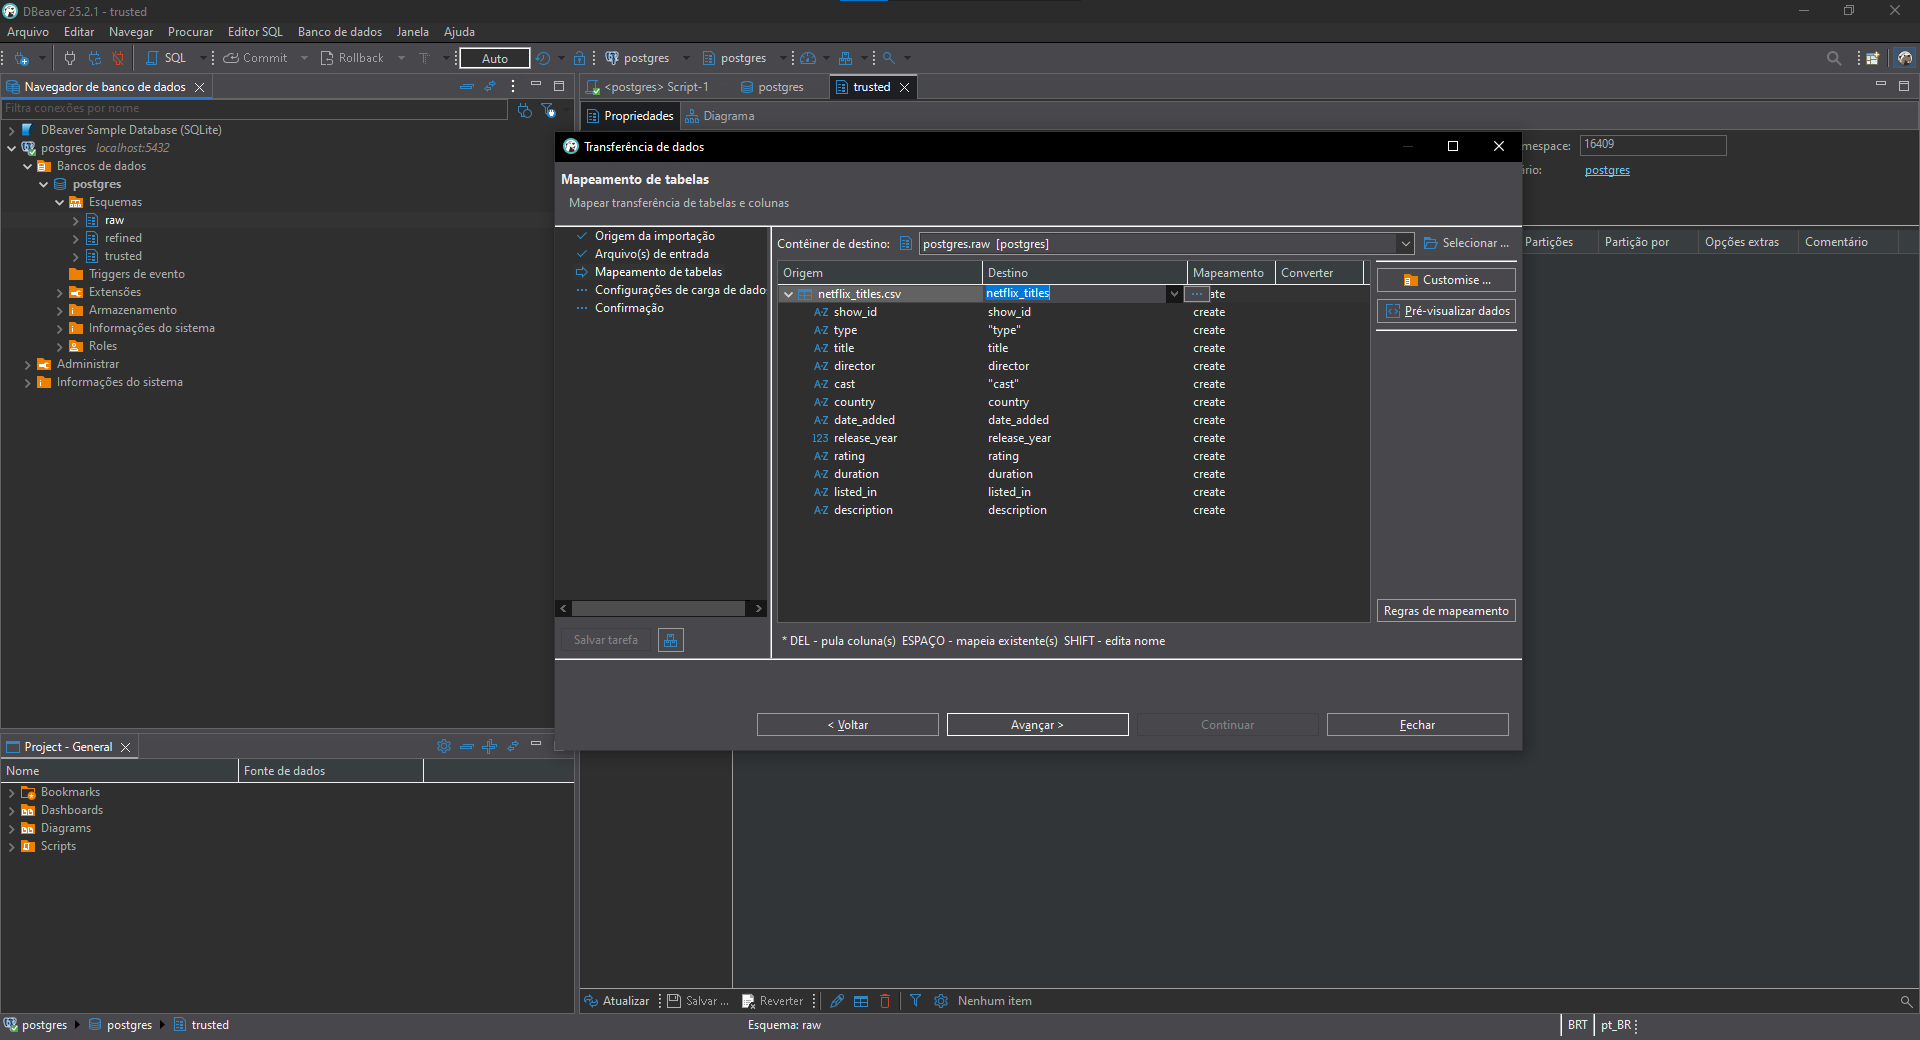 DBeaver 25.2.1 - trusted
Arquivo Editar Navegar Procurar Editor SQL Banco de dados Janela Ajuda
SQL Commit Rollback T Auto postgres postgres
Navegador de banco de dados
Filtra conexões por nome
DBeaver Sample Database (SQLite)
postgres localhost:5432
Bancos de dados
postgres
Esquemas
raw
refined
trusted
Triggers de evento
Extensões
Armazenamento
Informações do sistema
Roles
Administrar
Informações do sistema
Project - General
Nome Fonte de dados
Bookmarks
Dashboards
Diagrams
Scripts
<postgres> Script-1 postgres trusted
Propriedades Diagrama
mespace: 16409
ário: postgres
Partições Partição por Opções extras Comentário
Transferência de dados
Mapeamento de tabelas
Mapear transferência de tabelas e colunas
Origem da importação
Arquivo(s) de entrada
Mapeamento de tabelas
Configurações de carga de dado
Confirmação
Salvar tarefa
Contêiner de destino: postgres.raw [postgres] Selecionar ...
Origem Destino Mapeamento Converter
netflix_titles.csv netflix_titles ... ate
A-Z show_id show_id create
A-Z type "type" create
A-Z title title create
A-Z director director create
A-Z cast "cast" create
A-Z country country create
A-Z date_added date_added create
123 release_year release_year create
A-Z rating rating create
A-Z duration duration create
A-Z listed_in listed_in create
A-Z description description create
Customise ...
Pré-visualizar dados
Regras de mapeamento
* DEL - pula coluna(s) ESPAÇO - mapeia existente(s) SHIFT - edita nome
< Voltar Avançar > Continuar Fechar
Atualizar Salvar ... Reverter Nenhum item
postgres postgres trusted Esquema: raw BRT pt_BR